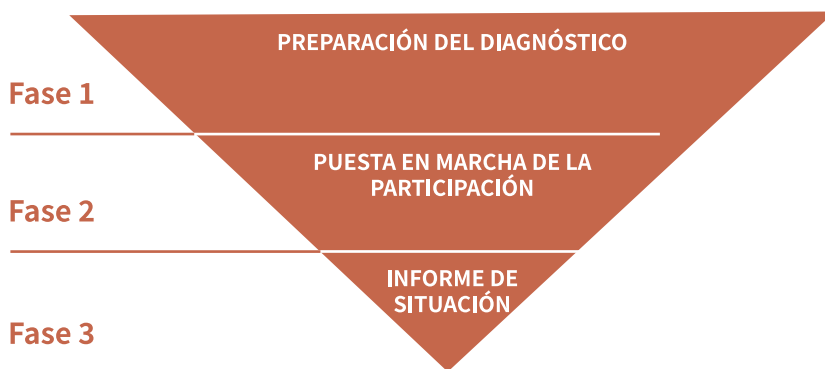 PREPARACIÓN DEL DIAGNÓSTICO
Fase 1
PUESTA EN MARCHA DE LA
PARTICIPACIÓN
Fase 2
INFORME DE
SITUACIÓN
Fase 3